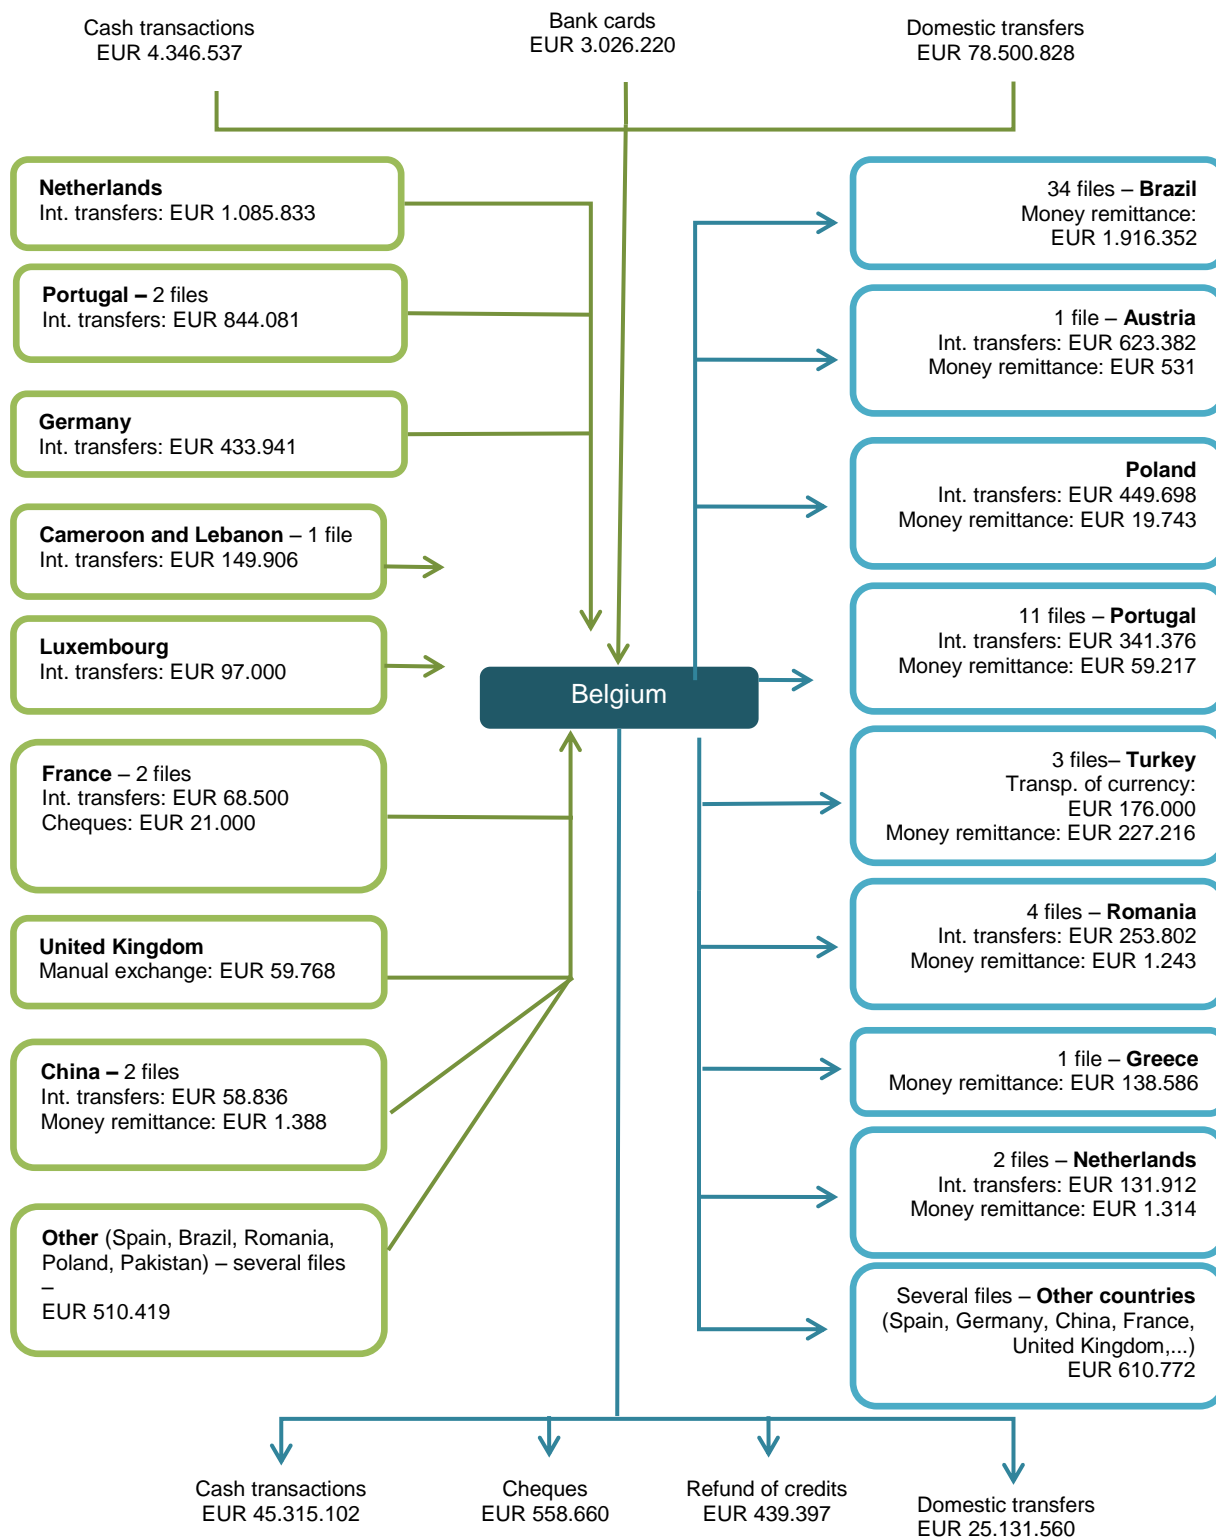 Cash transactions
EUR 4.346.537
Bank cards
EUR 3.026.220
Domestic transfers
EUR 78.500.828
Netherlands
Int. transfers: EUR 1.085.833
Portugal – 2 files
Int. transfers: EUR 844.081
Germany
Int. transfers: EUR 433.941
Cameroon and Lebanon – 1 file
Int. transfers: EUR 149.906
Luxembourg
Int. transfers: EUR 97.000
France – 2 files
Int. transfers: EUR 68.500
Cheques: EUR 21.000
United Kingdom
Manual exchange: EUR 59.768
China – 2 files
Int. transfers: EUR 58.836
Money remittance: EUR 1.388
Other (Spain, Brazil, Romania,
Poland, Pakistan) – several files
–
EUR 510.419
Belgium
34 files – Brazil
Money remittance:
EUR 1.916.352
1 file – Austria
Int. transfers: EUR 623.382
Money remittance: EUR 531
Poland
Int. transfers: EUR 449.698
Money remittance: EUR 19.743
11 files – Portugal
Int. transfers: EUR 341.376
Money remittance: EUR 59.217
3 files– Turkey
Transp. of currency:
EUR 176.000
Money remittance: EUR 227.216
4 files – Romania
Int. transfers: EUR 253.802
Money remittance: EUR 1.243
1 file – Greece
Money remittance: EUR 138.586
2 files – Netherlands
Int. transfers: EUR 131.912
Money remittance: EUR 1.314
Several files – Other countries
(Spain, Germany, China, France,
United Kingdom,...)
EUR 610.772
Cash transactions
EUR 45.315.102
Cheques
EUR 558.660
Refund of credits
EUR 439.397
Domestic transfers
EUR 25.131.560